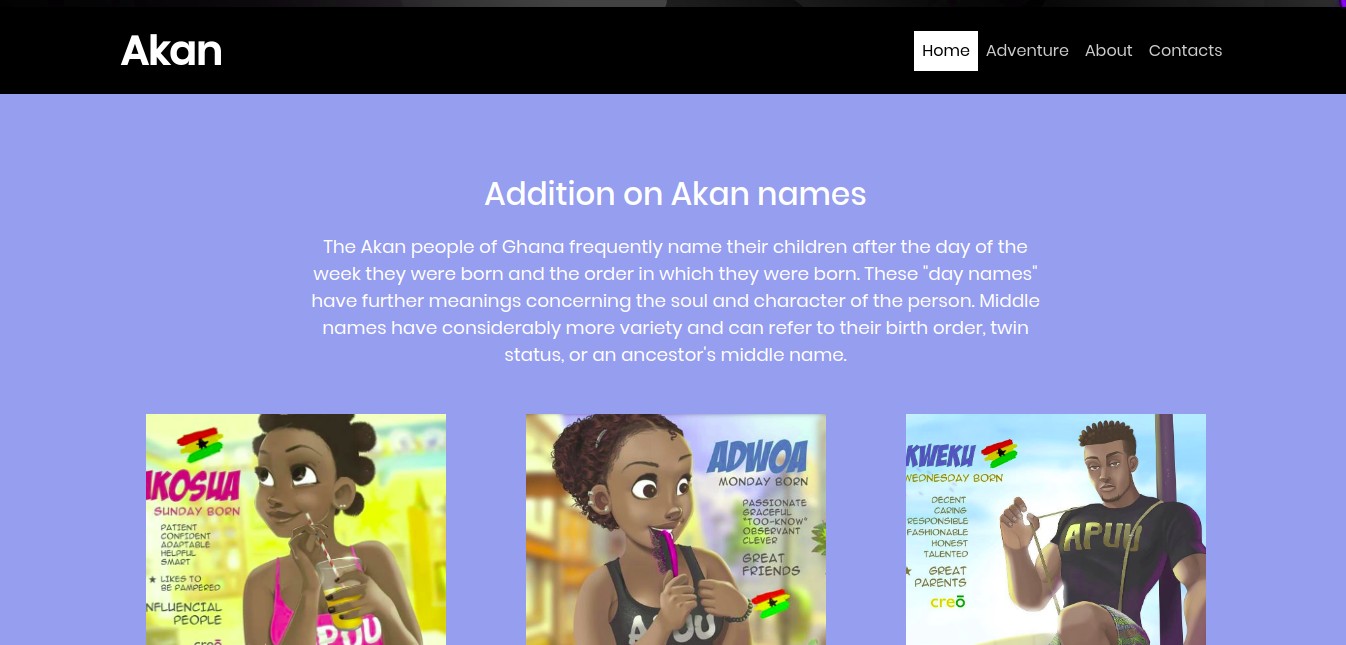 Akan
Home
Adventure
About
Contacts
Addition on Akan names
The Akan people of Ghana frequently name their children after the day of the
week they were born and the order in which they were born. These "day names"
have further meanings concerning the soul and character of the person. Middle
names have considerably more variety and can refer to their birth order, twin
status, or an ancestor's middle name.
KOSUA
SUNDAY BORN
PATIENT
CONFIDENT
ADAPTABLE
HELPFUL
SMART
LIKES TO
BE PAMPERED
NFLUENCIAL
PEOPLE
creō
APUU
ADWOA
MONDAY BORN
PASSIONATE
GRACEFUL
"TOO-KNOW"
OBSERVANT
CLEVER
GREAT
FRIENDS
APUU
KWEKU
WEDNESDAY BORN
DECENT
CARING
RESPONSIBLE
FASHIONABLE
HONEST
TALENTED
GREAT
PARENTS
creō
APUU